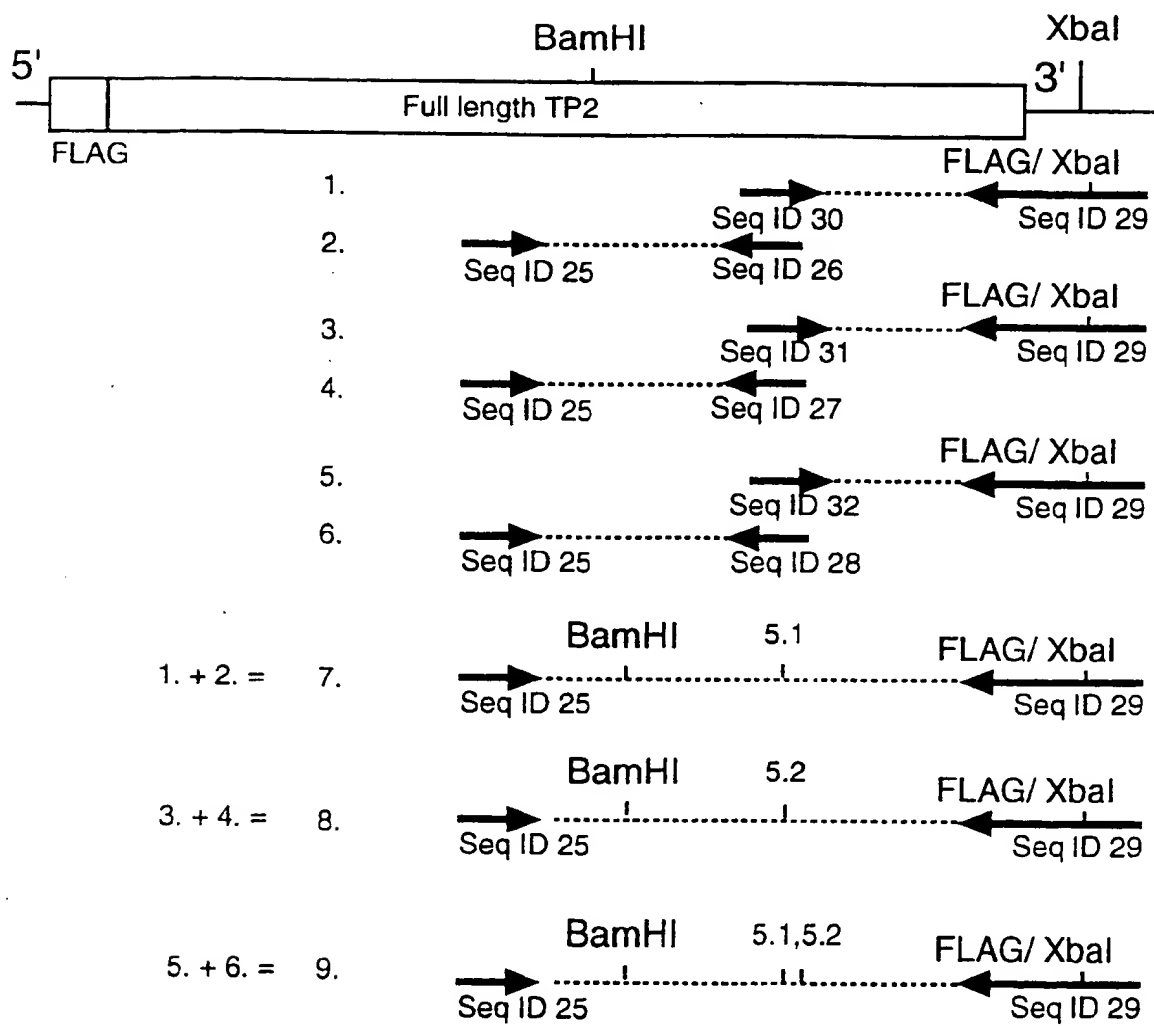 BamHI
XbaI
5'
3'
Full length TP2
FLAG
FLAG/ XbaI
1.
Seq ID 30
Seq ID 29
2.
Seq ID 25
Seq ID 26
FLAG/ XbaI
3.
Seq ID 31
Seq ID 29
4.
Seq ID 25
Seq ID 27
FLAG/ XbaI
5.
Seq ID 32
Seq ID 29
6.
Seq ID 25
Seq ID 28
BamHI
5.1
FLAG/ XbaI
1. + 2. =
7.
Seq ID 25
Seq ID 29
BamHI
5.2
FLAG/ XbaI
3. + 4. =
8.
Seq ID 25
Seq ID 29
BamHI
5.1,5.2
FLAG/ XbaI
5. + 6. =
9.
Seq ID 25
Seq ID 29